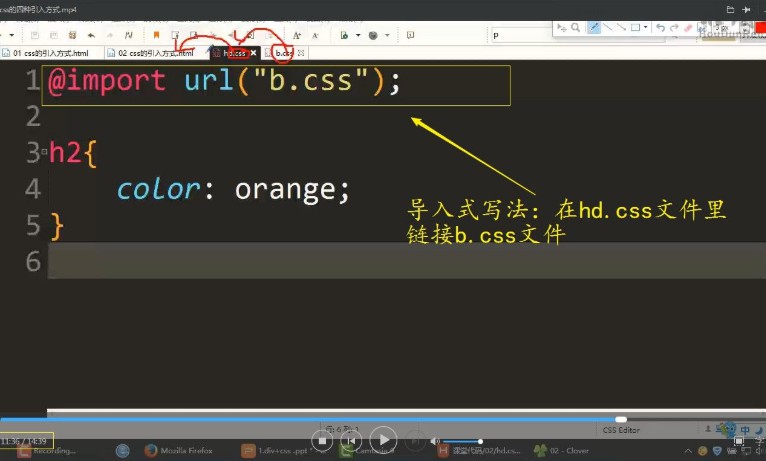 css的四种引入方式.mp4
P
01 css的引入方式.html
02 css的引入方式.html
hd.css
b.css
1 @import url("b.css");
2
3 h2{
4 color: orange;
5 }
6
导入式写法：在hd.css文件里
链接b.css文件
CSS Editor
11:36 / 14:39
Recording...
Mozilla Firefox
1.div+css .ppt * -
Camtasia 9
课堂代码/02/hd.cs...
02 - Clover
中